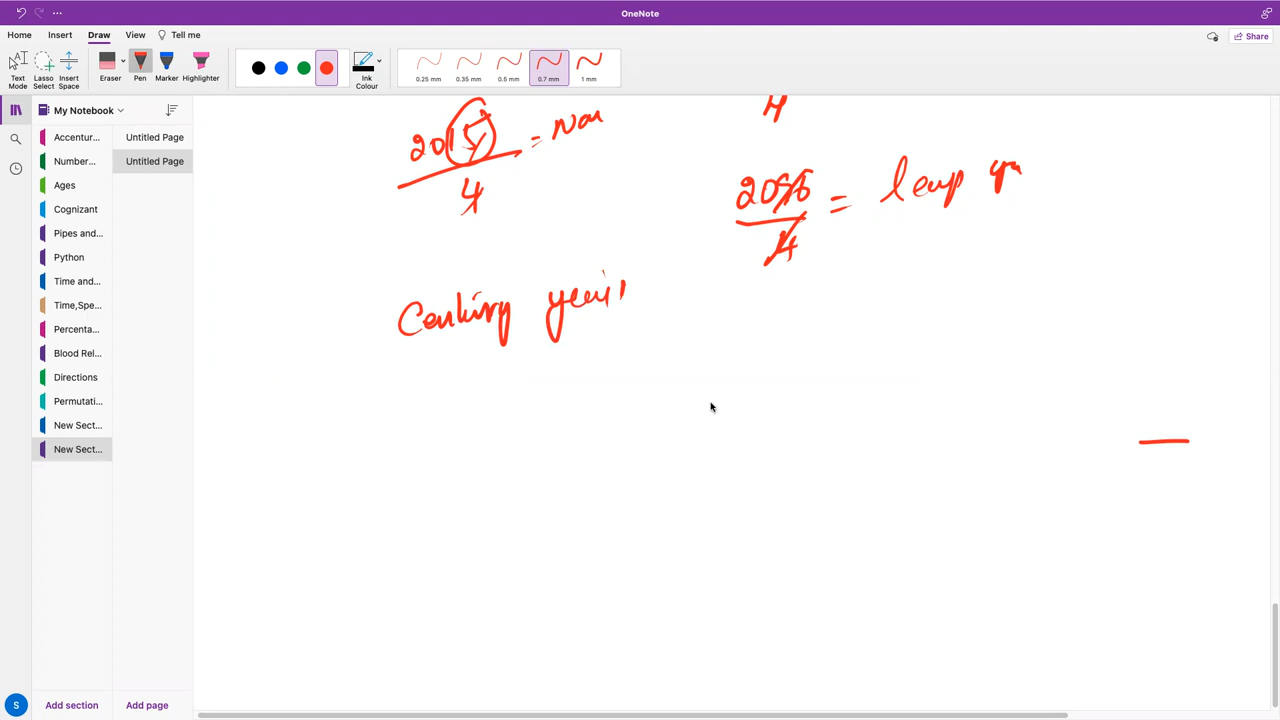 OneNote
Home Insert Draw View Tell me
Share
Text Mode
Lasso Select
Insert Space
Eraser
Pen
Marker
Highlighter
Ink Colour
0.25 mm
0.35 mm
0.5 mm
0.7 mm
1 mm
My Notebook
Accentur...
Number...
Ages
Cognizant
Pipes and...
Python
Time and...
Time,Spe...
Percenta...
Blood Rel...
Directions
Permutati...
New Sect...
New Sect...
Untitled Page
Untitled Page
Add section
Add page
S
4
2015 = Non
4
= leap
4
Century years